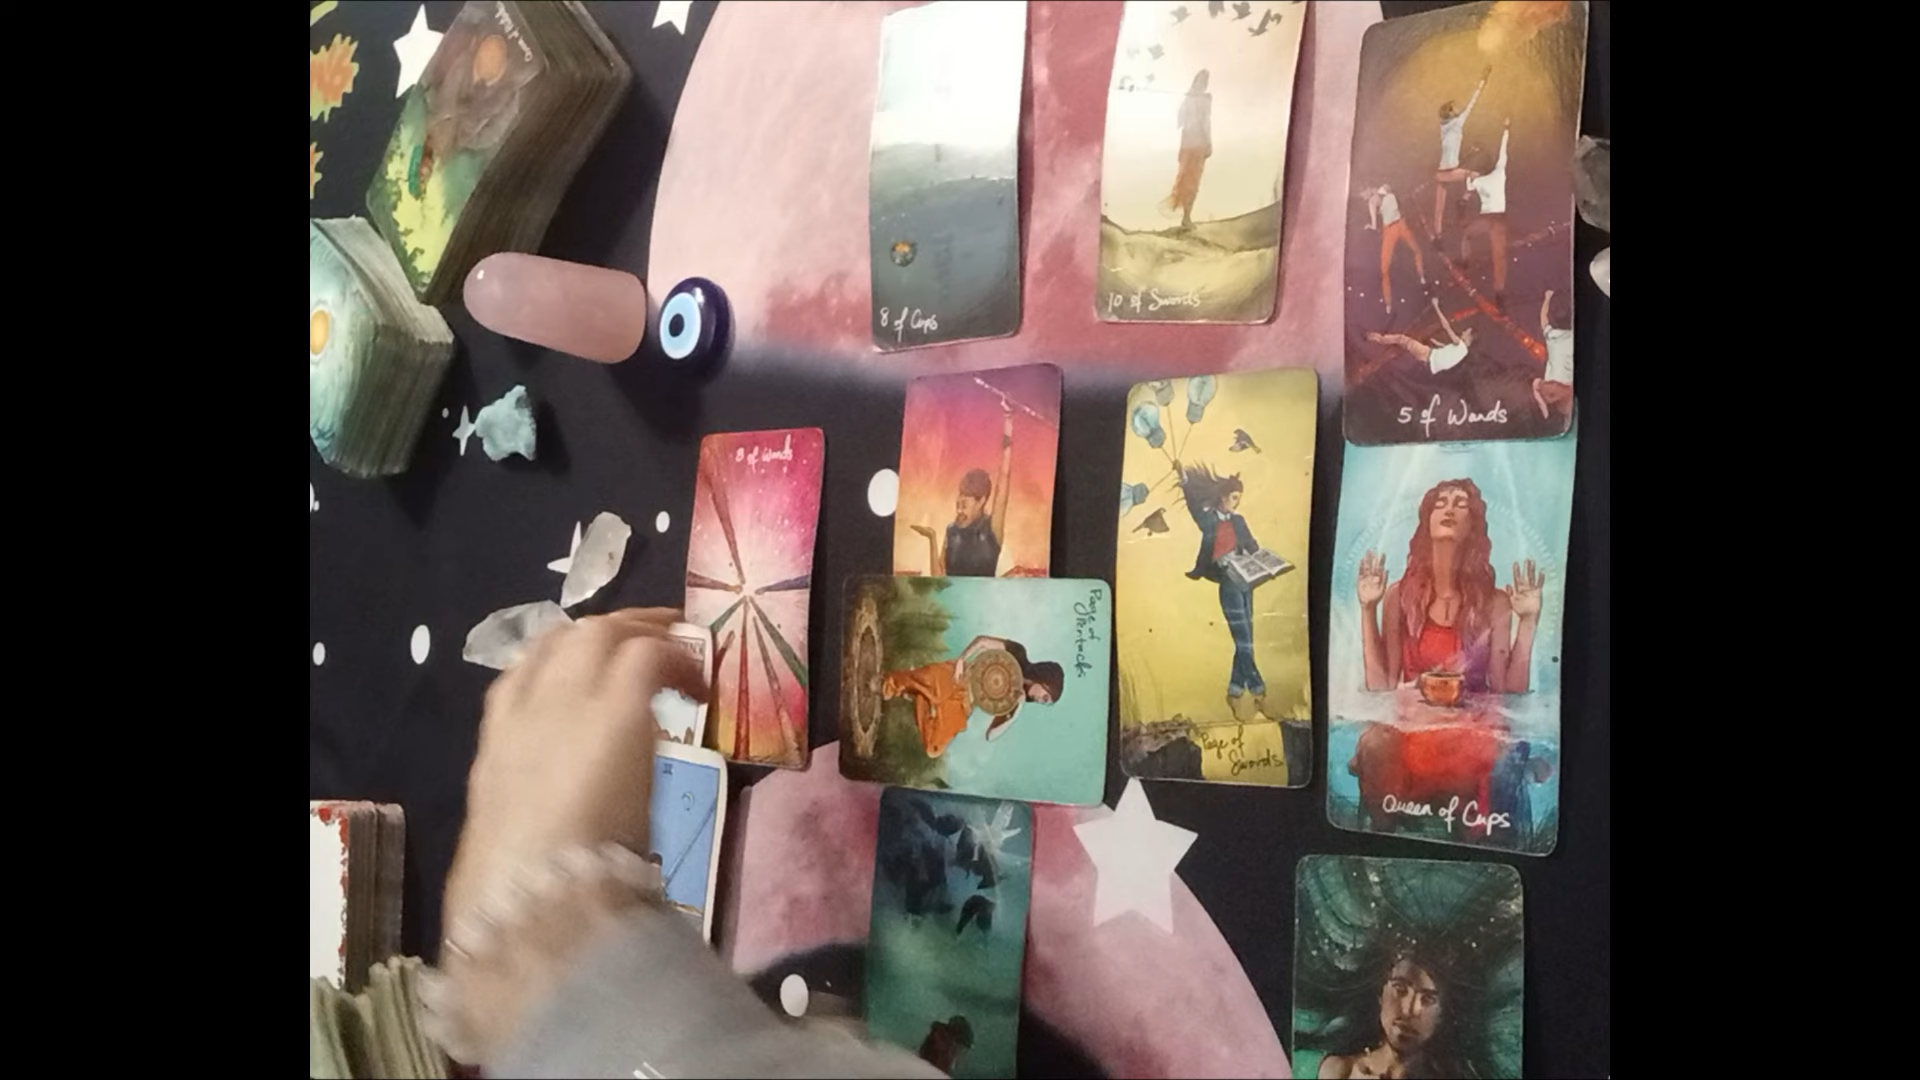 8 of Cups
10 of Swords
5 of Wands
8 of Wands
Page of
Pentacles
Page of
Swords
Queen of Cups